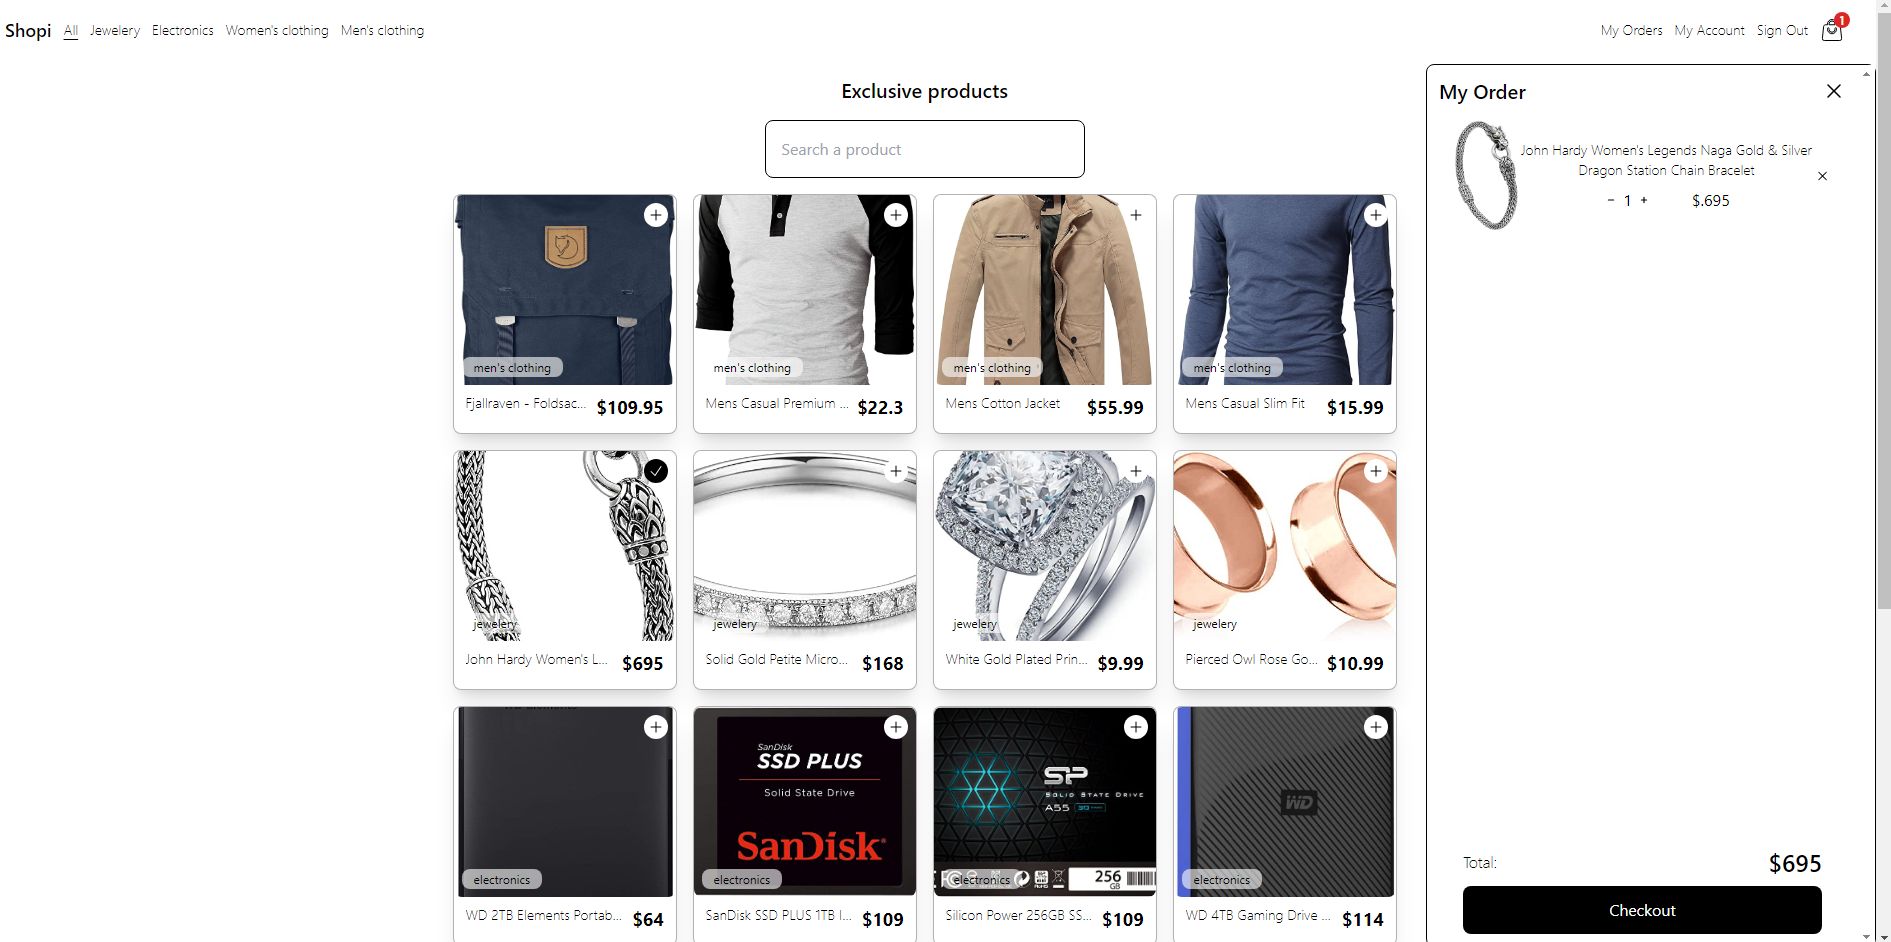 Shopi All Jewelery Electronics Women's clothing Men's clothing
My Orders My Account Sign Out 1
Exclusive products
Search a product
men's clothing
Fjallraven - Foldsac... $109.95
men's clothing
Mens Casual Premium ... $22.3
men's clothing
Mens Cotton Jacket $55.99
men's clothing
Mens Casual Slim Fit $15.99
jewelery
John Hardy Women's L... $695
jewelery
Solid Gold Petite Micro... $168
jewelery
White Gold Plated Prin... $9.99
jewelery
Pierced Owl Rose Go... $10.99
electronics
WD 2TB Elements Portab... $64
SanDisk
SSD PLUS
Solid State Drive
SanDisk
electronics
SanDisk SSD PLUS 1TB I... $109
SP
SOLID STATE DRIVE
A55
256
GB
electronics
Silicon Power 256GB SS... $109
WD
electronics
WD 4TB Gaming Drive ... $114
My Order
John Hardy Women's Legends Naga Gold & Silver
Dragon Station Chain Bracelet
- 1 + $.695
Total: $695
Checkout